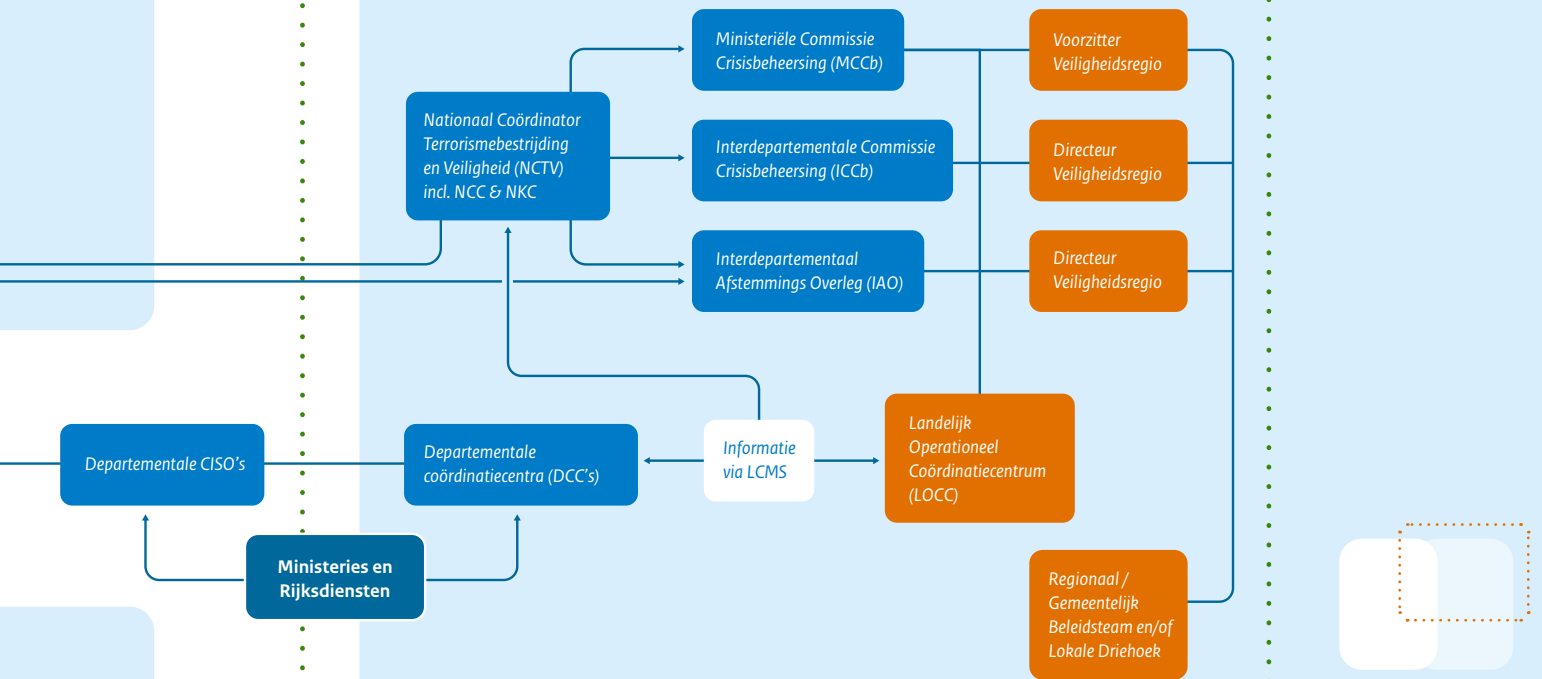 Ministeriële Commissie
Crisisbeheersing (MCCb)
Voorzitter
Veiligheidsregio
Nationaal Coördinator
Terrorismebestrijding
en Veiligheid (NCTV)
incl. NCC & NKC
Interdepartementale Commissie
Crisisbeheersing (ICCb)
Directeur
Veiligheidsregio
Interdepartementaal
Afstemmings Overleg (IAO)
Directeur
Veiligheidsregio
Departementale CISO's
Departementale
coördinatiecentra (DCC's)
Informatie
via LCMS
Landelijk
Operationeel
Coördinatiecentrum
(LOCC)
Ministeries en
Rijksdiensten
Regionaal /
Gemeentelijk
Beleidsteam en/of
Lokale Driehoek